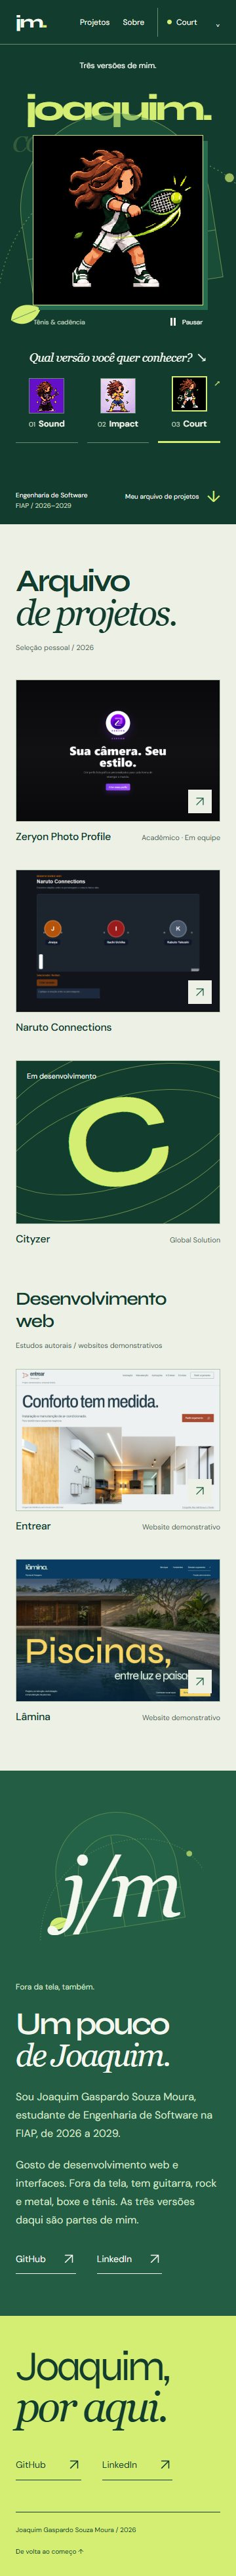 jm.
Projetos Sobre Court
Três versões de mim.
joaquim.
Tênis & cadência
Pausar
Qual versão você quer conhecer? ↘
01 Sound
02 Impact
03 Court
Engenharia de Software
FIAP / 2026–2029
Meu arquivo de projetos
Arquivo
de projetos.
Seleção pessoal / 2026
Sua câmera. Seu
estilo.
Zeryon Photo Profile
Acadêmico · Em equipe
Naruto Connections
J
I
K
Naruto Connections
Em desenvolvimento
C
Cityzer
Global Solution
Desenvolvimento
web
Estudos autorais / websites demonstrativos
entrear
Conforto tem medida.
Entrear
Website demonstrativo
lâmina.
Piscinas,
entre luz e paisa
Lâmina
Website demonstrativo
j/m
Fora da tela, também.
Um pouco
de Joaquim.
Sou Joaquim Gaspardo Souza Moura,
estudante de Engenharia de Software na
FIAP, de 2026 a 2029.
Gosto de desenvolvimento web e
interfaces. Fora da tela, tem guitarra, rock
e metal, boxe e tênis. As três versões
daqui são partes de mim.
GitHub
LinkedIn
Joaquim,
por aqui.
GitHub
LinkedIn
Joaquim Gaspardo Souza Moura / 2026
De volta ao começo ↑